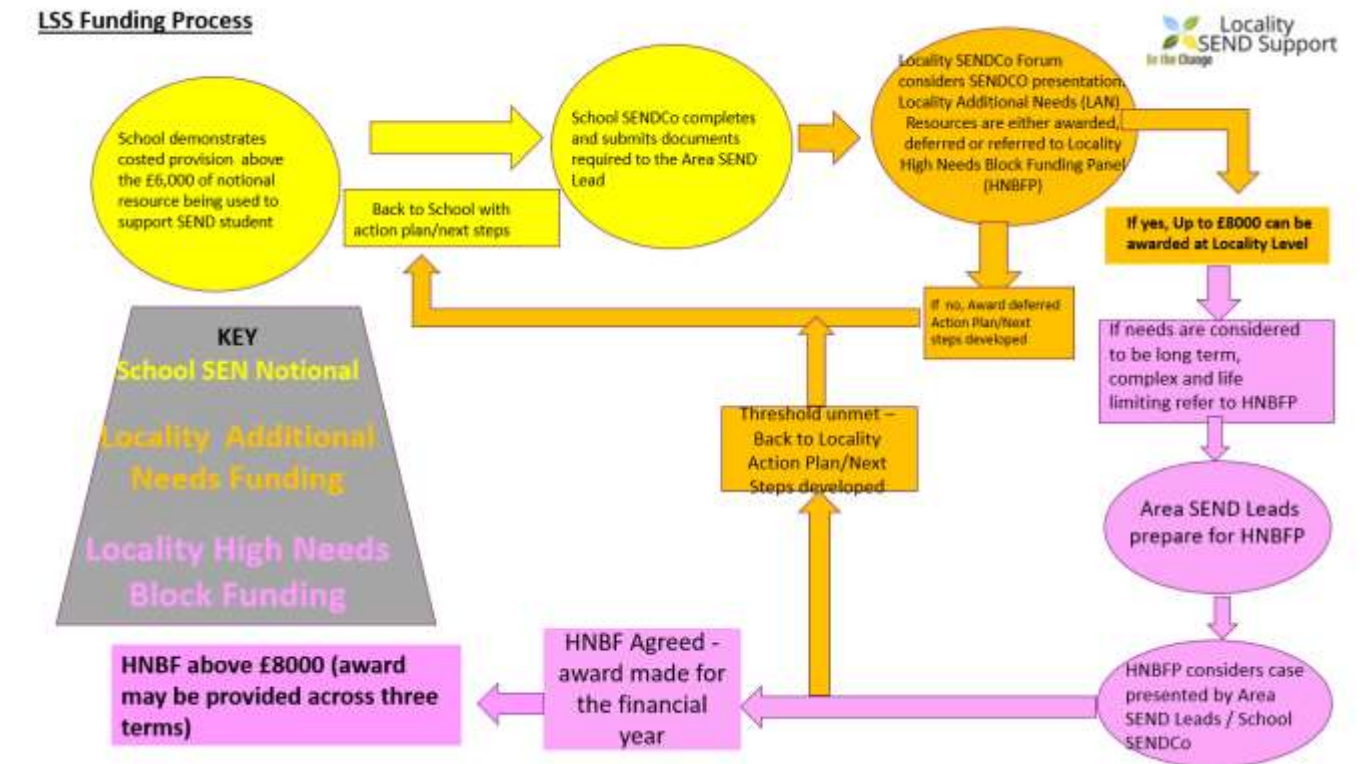 LSS Funding Process
Locality
SEND Support
Be the Change
School demonstrates
costed provision above
the £6,000 of notional
resource being used to
support SEND student
School SENDCo completes
and submits documents
required to the Area SEND
Lead
Locality SENDCo Forum
considers SENDCO presentation.
Locality Additional Needs (LAN)
Resources are either awarded,
deferred or referred to Locality
High Needs Block Funding Panel
(HNBFP)
Back to School with
action plan/next steps
If yes, Up to £8000 can be
awarded at Locality Level
If no, Award deferred
Action Plan/Next
steps developed
If needs are considered
to be long term,
complex and life
limiting refer to HNBFP
KEY
School SEN Notional
Locality Additional
Needs Funding
Locality High Needs
Block Funding
Threshold unmet –
Back to Locality
Action Plan/Next
Steps developed
Area SEND Leads
prepare for HNBFP
HNBFP considers case
presented by Area
SEND Leads / School
SENDCo
HNBF Agreed -
award made for
the financial
year
HNBF above £8000 (award
may be provided across three
terms)